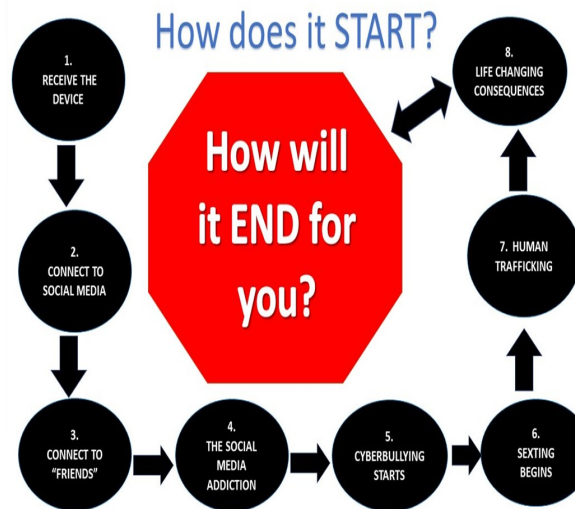 How does it START?
How will
it END for
you?
1.
RECEIVE THE
DEVICE
2.
CONNECT TO
SOCIAL MEDIA
3.
CONNECT TO
"FRIENDS"
4.
THE SOCIAL
MEDIA
ADDICTION
5.
CYBERBULLYING
STARTS
6.
SEXTING
BEGINS
7. HUMAN
TRAFFICKING
8.
LIFE CHANGING
CONSEQUENCES